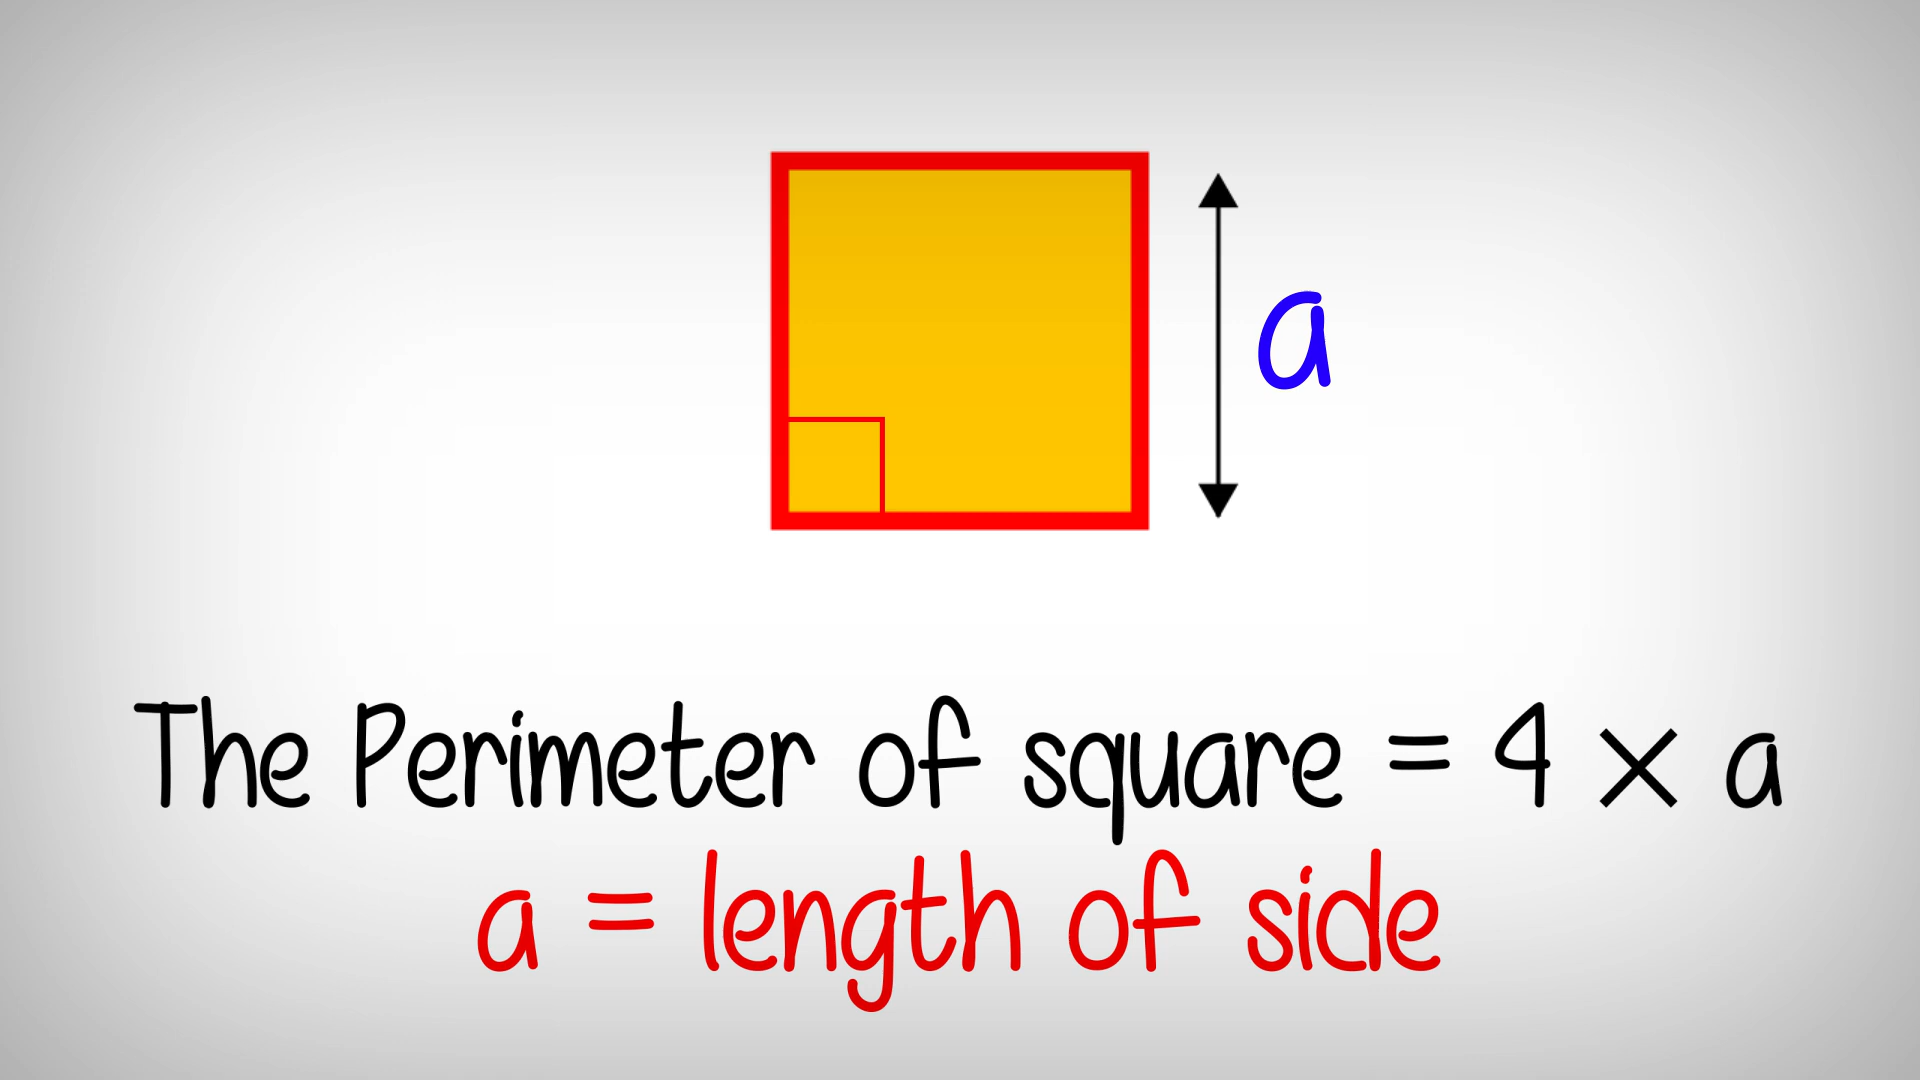 a
The Perimeter of square = 4 × a
a = length of side